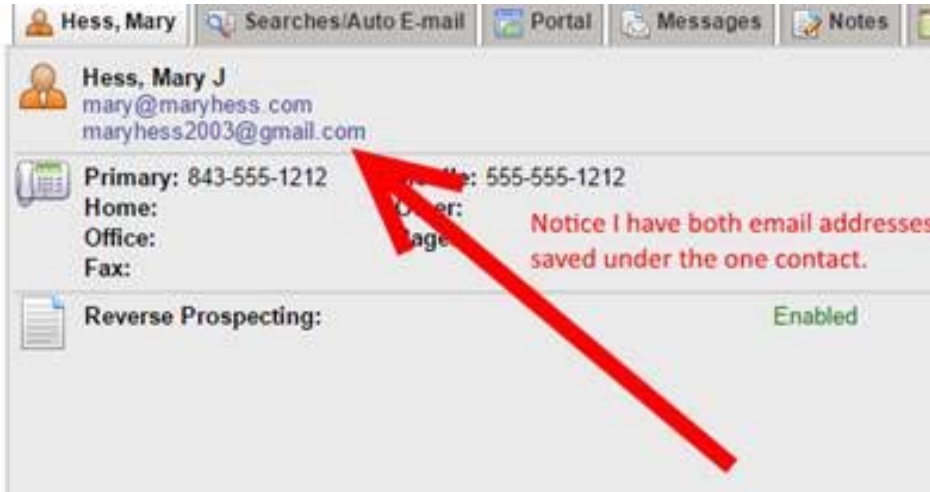 Hess, Mary Searches/Auto E-mail Portal Messages Notes
Hess, Mary J
mary@maryhess.com
maryhess2003@gmail.com
Primary: 843-555-1212 555-555-1212
Home:
Office:
Fax:
Notice I have both email addresses
saved under the one contact.
Reverse Prospecting: Enabled